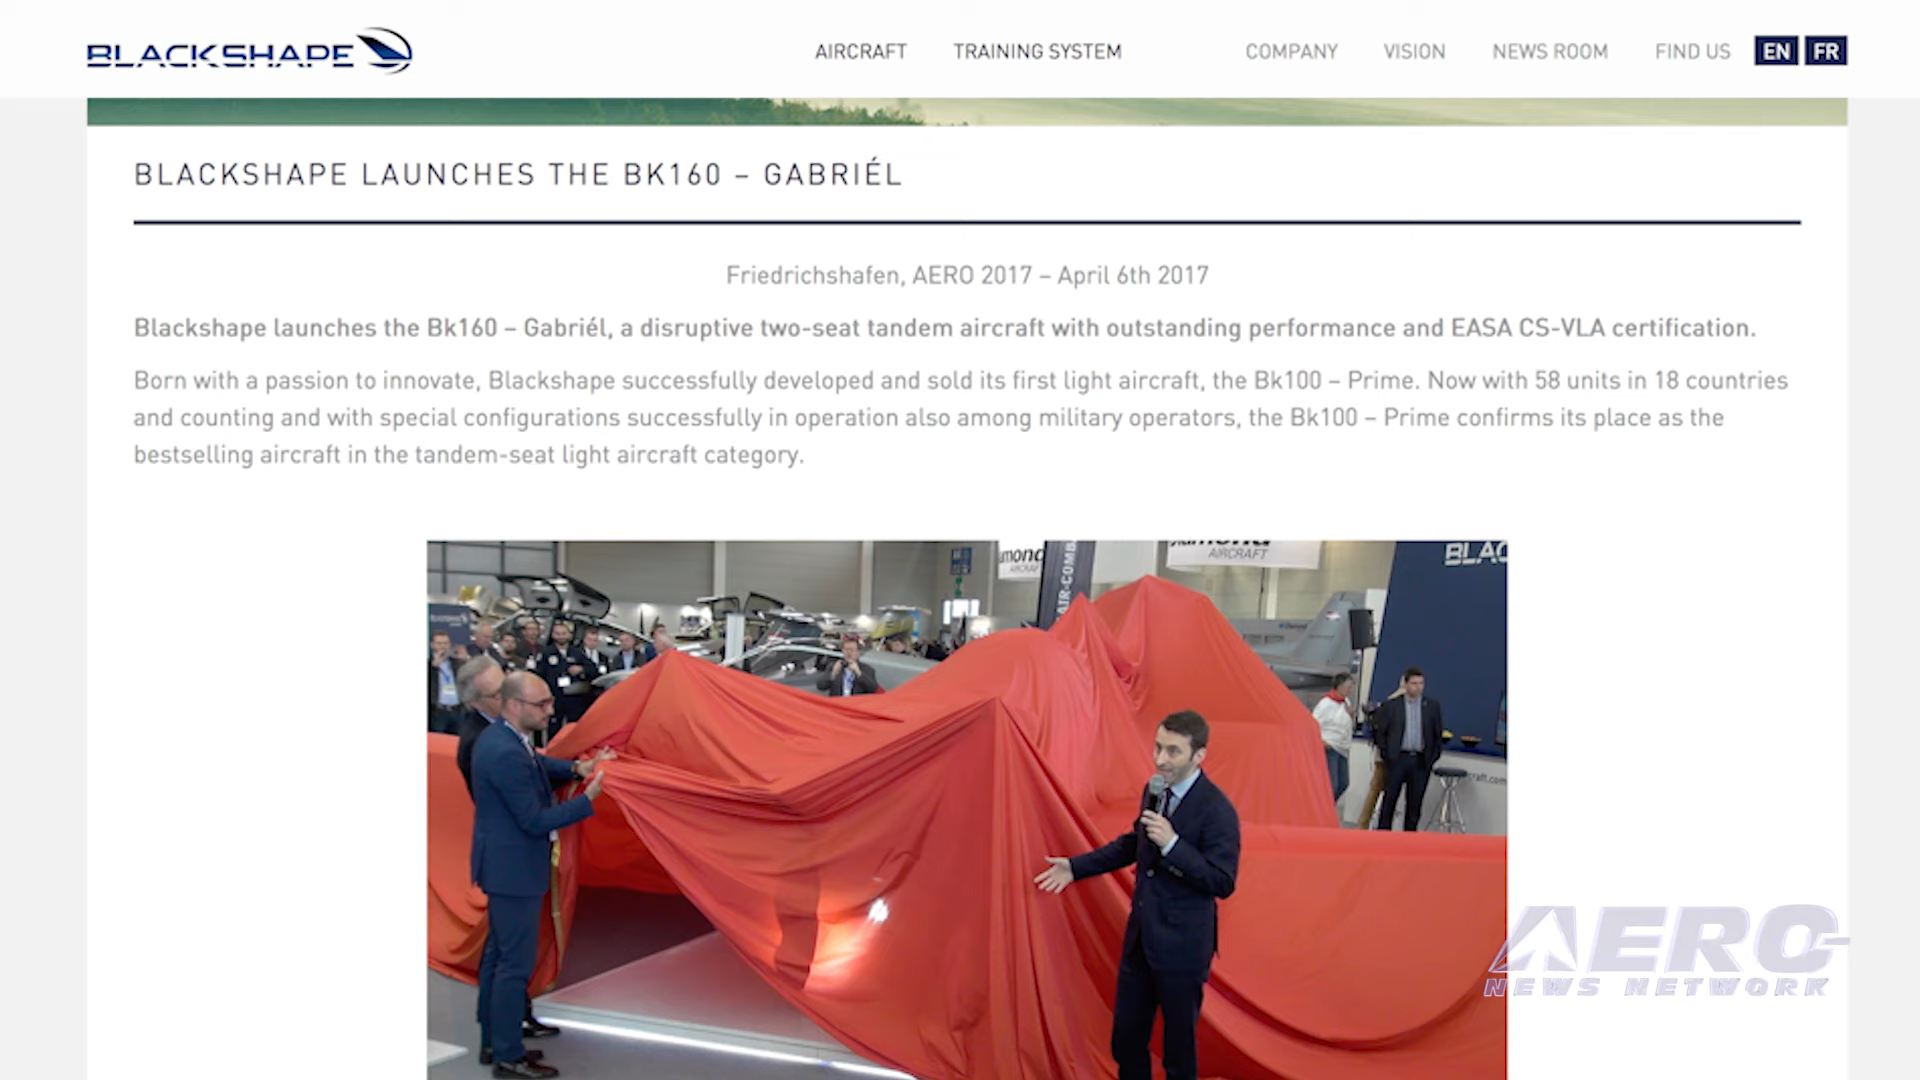 BLACKSHAPE
AIRCRAFT
TRAINING SYSTEM
COMPANY
VISION
NEWS ROOM
FIND US
EN
FR
BLACKSHAPE LAUNCHES THE BK160 – GABRIÉL
Friedrichshafen, AERO 2017 – April 6th 2017
Blackshape launches the Bk160 – Gabriél, a disruptive two-seat tandem aircraft with outstanding performance and EASA CS-VLA certification.
Born with a passion to innovate, Blackshape successfully developed and sold its first light aircraft, the Bk100 – Prime. Now with 58 units in 18 countries
and counting and with special configurations successfully in operation also among military operators, the Bk100 – Prime confirms its place as the
bestselling aircraft in the tandem-seat light aircraft category.
AIRCRAFT
AIR-COMB
BLAC
AERO
NEWS NETWORK